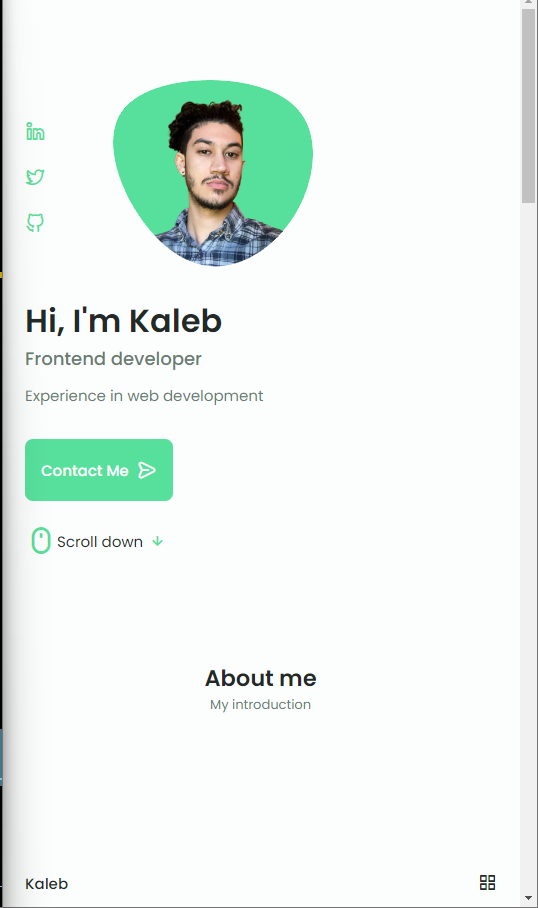 Hi, I'm Kaleb
Frontend developer
Experience in web development
Contact Me
Scroll down
About me
My introduction
Kaleb